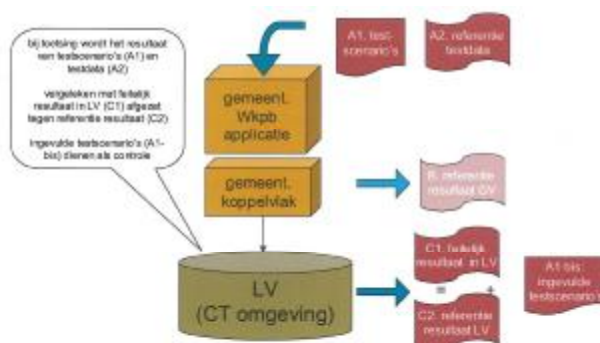 bij toetsing wordt het resultaat
van testscenario's (A1) en
testdata (A2)
vergeleken met feitelijk
resultaat in LV (C1) afgezet
tegen referentie resultaat (C2)
ingevulde testscenario's (A1-
bis) dienen als controle
A1. test-
scenario's
A2. referentie
testdata
gemeent.
Wkpb
applicatie
gemeent.
koppelvlak
B. referentie
resultaat GV
LV
(CT omgeving)
C1. feitelijk
resultaat in LV
= +
C2. referentie
resultaat LV
A1 bis:
ingevulde
testscenario's